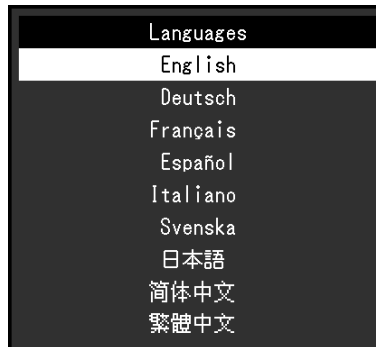 Languages
English
Deutsch
Français
Español
Italiano
Svenska
日本語
简体中文
繁體中文